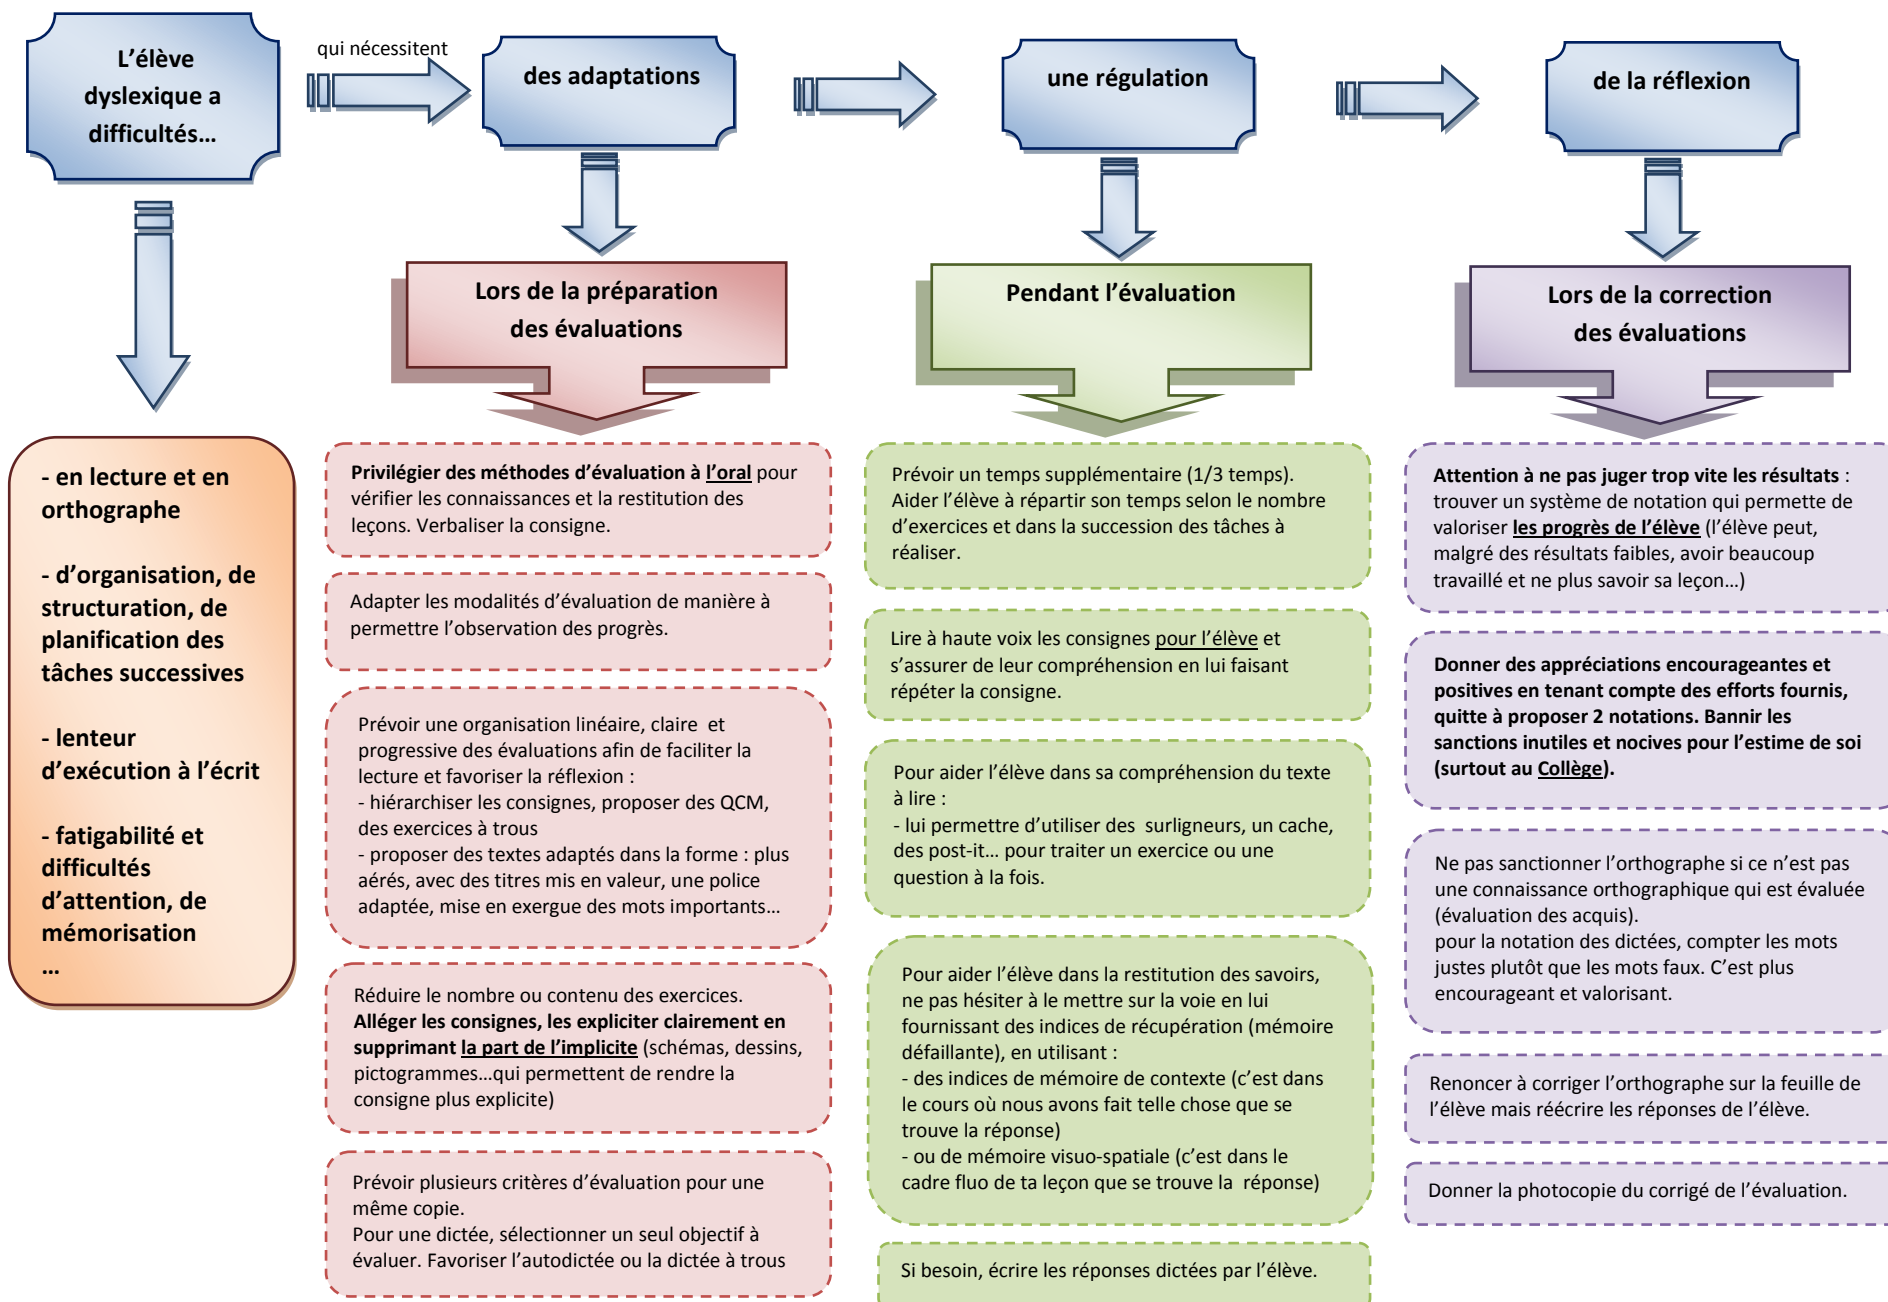 L’élève
dyslexique a
difficultés…
qui nécessitent
des adaptations
une régulation
de la réflexion
- en lecture et en
orthographe
- d’organisation, de
structuration, de
planification des
tâches successives
- lenteur
d’exécution à l’écrit
- fatigabilité et
difficultés
d’attention, de
mémorisation
…
Lors de la préparation
des évaluations
Privilégier des méthodes d’évaluation à l’oral pour
vérifier les connaissances et la restitution des
leçons. Verbaliser la consigne.
Adapter les modalités d’évaluation de manière à
permettre l’observation des progrès.
Prévoir une organisation linéaire, claire et
progressive des évaluations afin de faciliter la
lecture et favoriser la réflexion :
- hiérarchiser les consignes, proposer des QCM,
des exercices à trous
- proposer des textes adaptés dans la forme : plus
aérés, avec des titres mis en valeur, une police
adaptée, mise en exergue des mots importants…
Réduire le nombre ou contenu des exercices.
Alléger les consignes, les expliciter clairement en
supprimant la part de l’implicite (schémas, dessins,
pictogrammes…qui permettent de rendre la
consigne plus explicite)
Prévoir plusieurs critères d’évaluation pour une
même copie.
Pour une dictée, sélectionner un seul objectif à
évaluer. Favoriser l’autodictée ou la dictée à trous
Pendant l’évaluation
Prévoir un temps supplémentaire (1/3 temps).
Aider l’élève à répartir son temps selon le nombre
d’exercices et dans la succession des tâches à
réaliser.
Lire à haute voix les consignes pour l’élève et
s’assurer de leur compréhension en lui faisant
répéter la consigne.
Pour aider l’élève dans sa compréhension du texte
à lire :
- lui permettre d’utiliser des surligneurs, un cache,
des post-it… pour traiter un exercice ou une
question à la fois.
Pour aider l’élève dans la restitution des savoirs,
ne pas hésiter à le mettre sur la voie en lui
fournissant des indices de récupération (mémoire
défaillante), en utilisant :
- des indices de mémoire de contexte (c’est dans
le cours où nous avons fait telle chose que se
trouve la réponse)
- ou de mémoire visuo-spatiale (c’est dans le
cadre fluo de ta leçon que se trouve la réponse)
Si besoin, écrire les réponses dictées par l’élève.
Lors de la correction
des évaluations
Attention à ne pas juger trop vite les résultats :
trouver un système de notation qui permette de
valoriser les progrès de l’élève (l’élève peut,
malgré des résultats faibles, avoir beaucoup
travaillé et ne plus savoir sa leçon…)
Donner des appréciations encourageantes et
positives en tenant compte des efforts fournis,
quitte à proposer 2 notations. Bannir les
sanctions inutiles et nocives pour l’estime de soi
(surtout au Collège).
Ne pas sanctionner l’orthographe si ce n’est pas
une connaissance orthographique qui est évaluée
(évaluation des acquis).
pour la notation des dictées, compter les mots
justes plutôt que les mots faux. C’est plus
encourageant et valorisant.
Renoncer à corriger l’orthographe sur la feuille de
l’élève mais réécrire les réponses de l’élève.
Donner la photocopie du corrigé de l’évaluation.